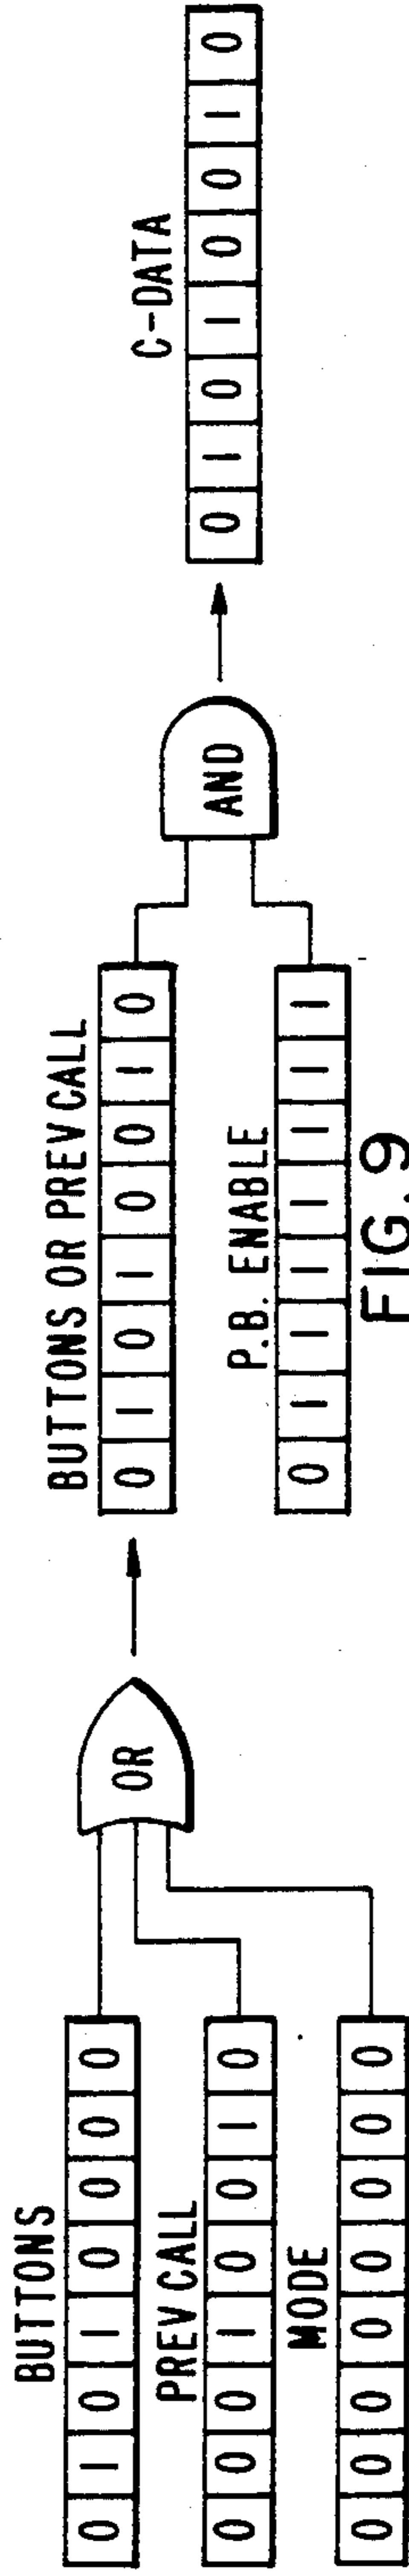 BUTTONS
0 1 0 1 0 0 0 0
PREV CALL
0 0 0 1 0 0 1 0
MODE
0 0 0 0 0 0 0 0
OR
BUTTONS OR PREV CALL
0 1 0 1 0 0 1 0
P.B. ENABLE
0 1 1 1 1 1 1 1
AND
C-DATA
0 1 0 1 0 0 1 0
FIG. 9